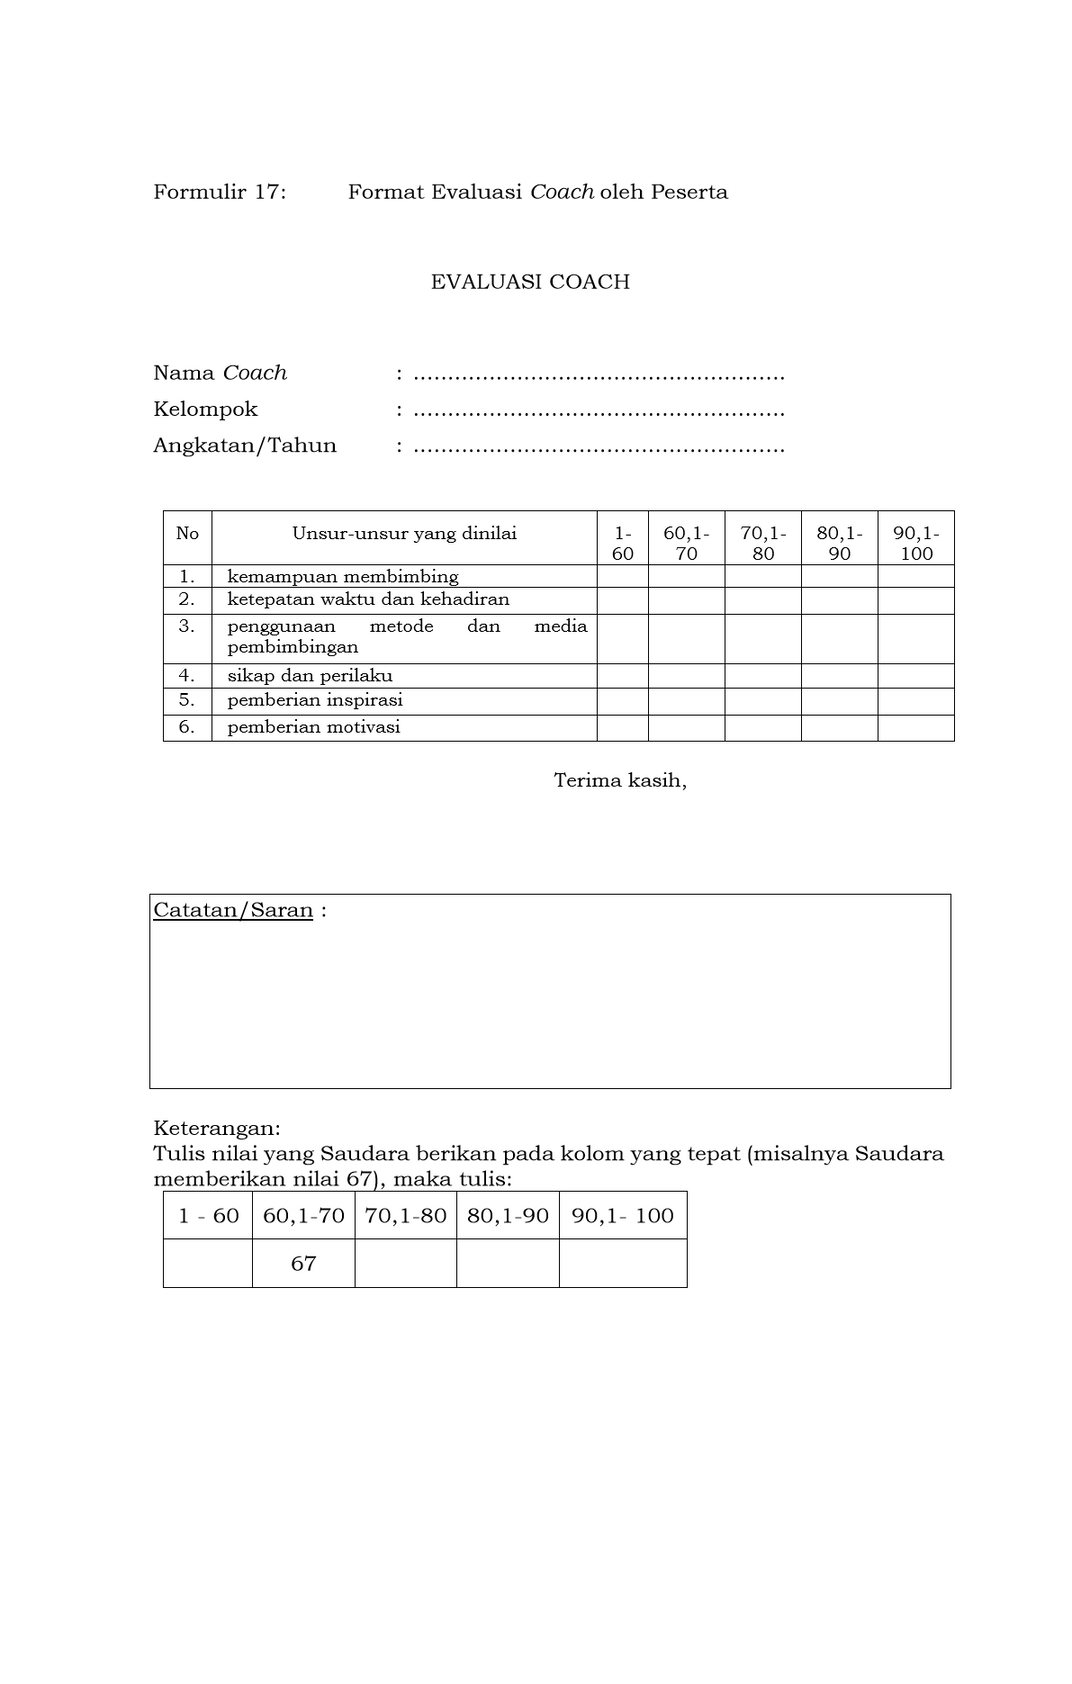 Formulir 17: Format Evaluasi Coach oleh Peserta
EVALUASI COACH
Nama Coach : ......................................................
Kelompok : ......................................................
Angkatan/Tahun : ......................................................
No Unsur-unsur yang dinilai 1-60 60,1-70 70,1-80 80,1-90 90,1-100
1. kemampuan membimbing
2. ketepatan waktu dan kehadiran
3. penggunaan metode dan media
pembimbingan
4. sikap dan perilaku
5. pemberian inspirasi
6. pemberian motivasi
Terima kasih,
Catatan/Saran :
Keterangan:
Tulis nilai yang Saudara berikan pada kolom yang tepat (misalnya Saudara
memberikan nilai 67), maka tulis:
1 - 60 60,1-70 70,1-80 80,1-90 90,1- 100
67